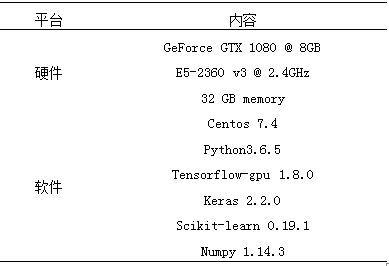 平台 内容
GeForce GTX 1080 @ 8GB
硬件 E5-2360 v3 @ 2.4GHz
32 GB memory
Centos 7.4
Python3.6.5
软件 Tensorflow-gpu 1.8.0
Keras 2.2.0
Scikit-learn 0.19.1
Numpy 1.14.3